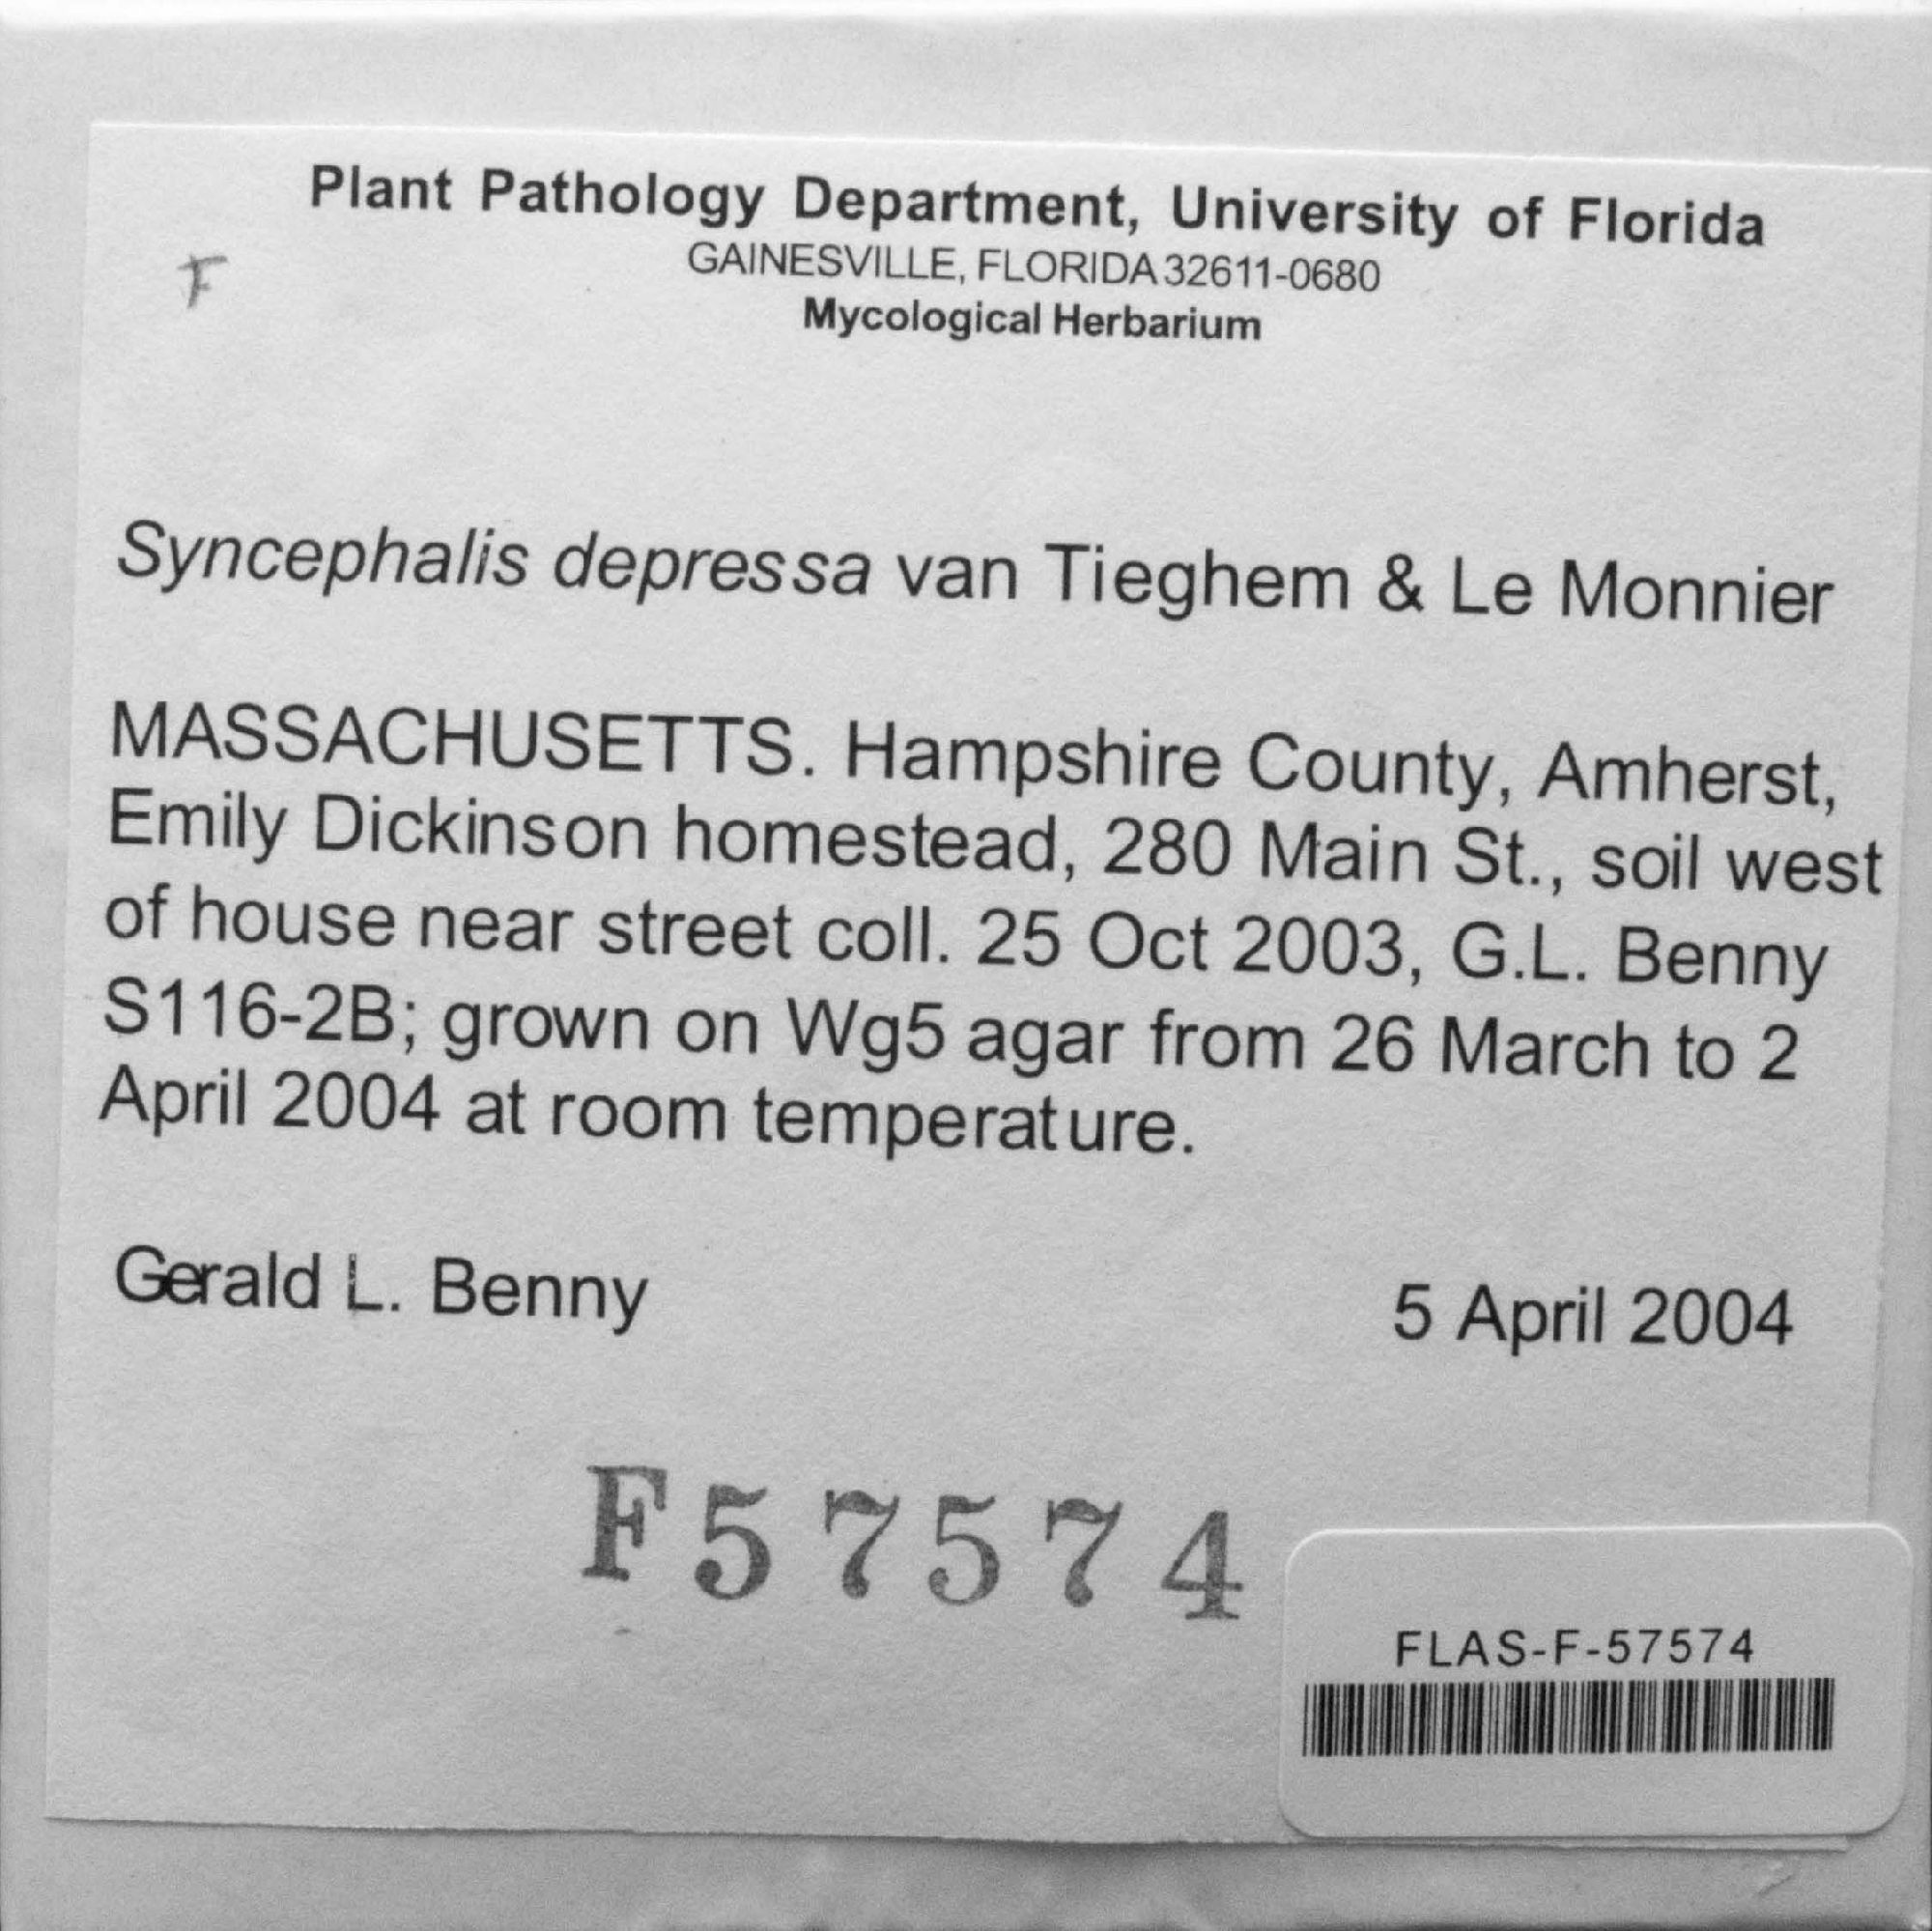 Plant Pathology Department, University of Florida
GAINESVILLE, FLORIDA 32611-0680
F
Mycological Herbarium
Syncephalis depressa van Tieghem & Le Monnier
MASSACHUSETTS. Hampshire County, Amherst,
Emily Dickinson homestead, 280 Main St., soil west
of house near street coll. 25 Oct 2003, G.L. Benny
S116-2B; grown on Wg5 agar from 26 March to 2
April 2004 at room temperature.
Gerald L. Benny 5 April 2004
F57574
FLAS-F-57574